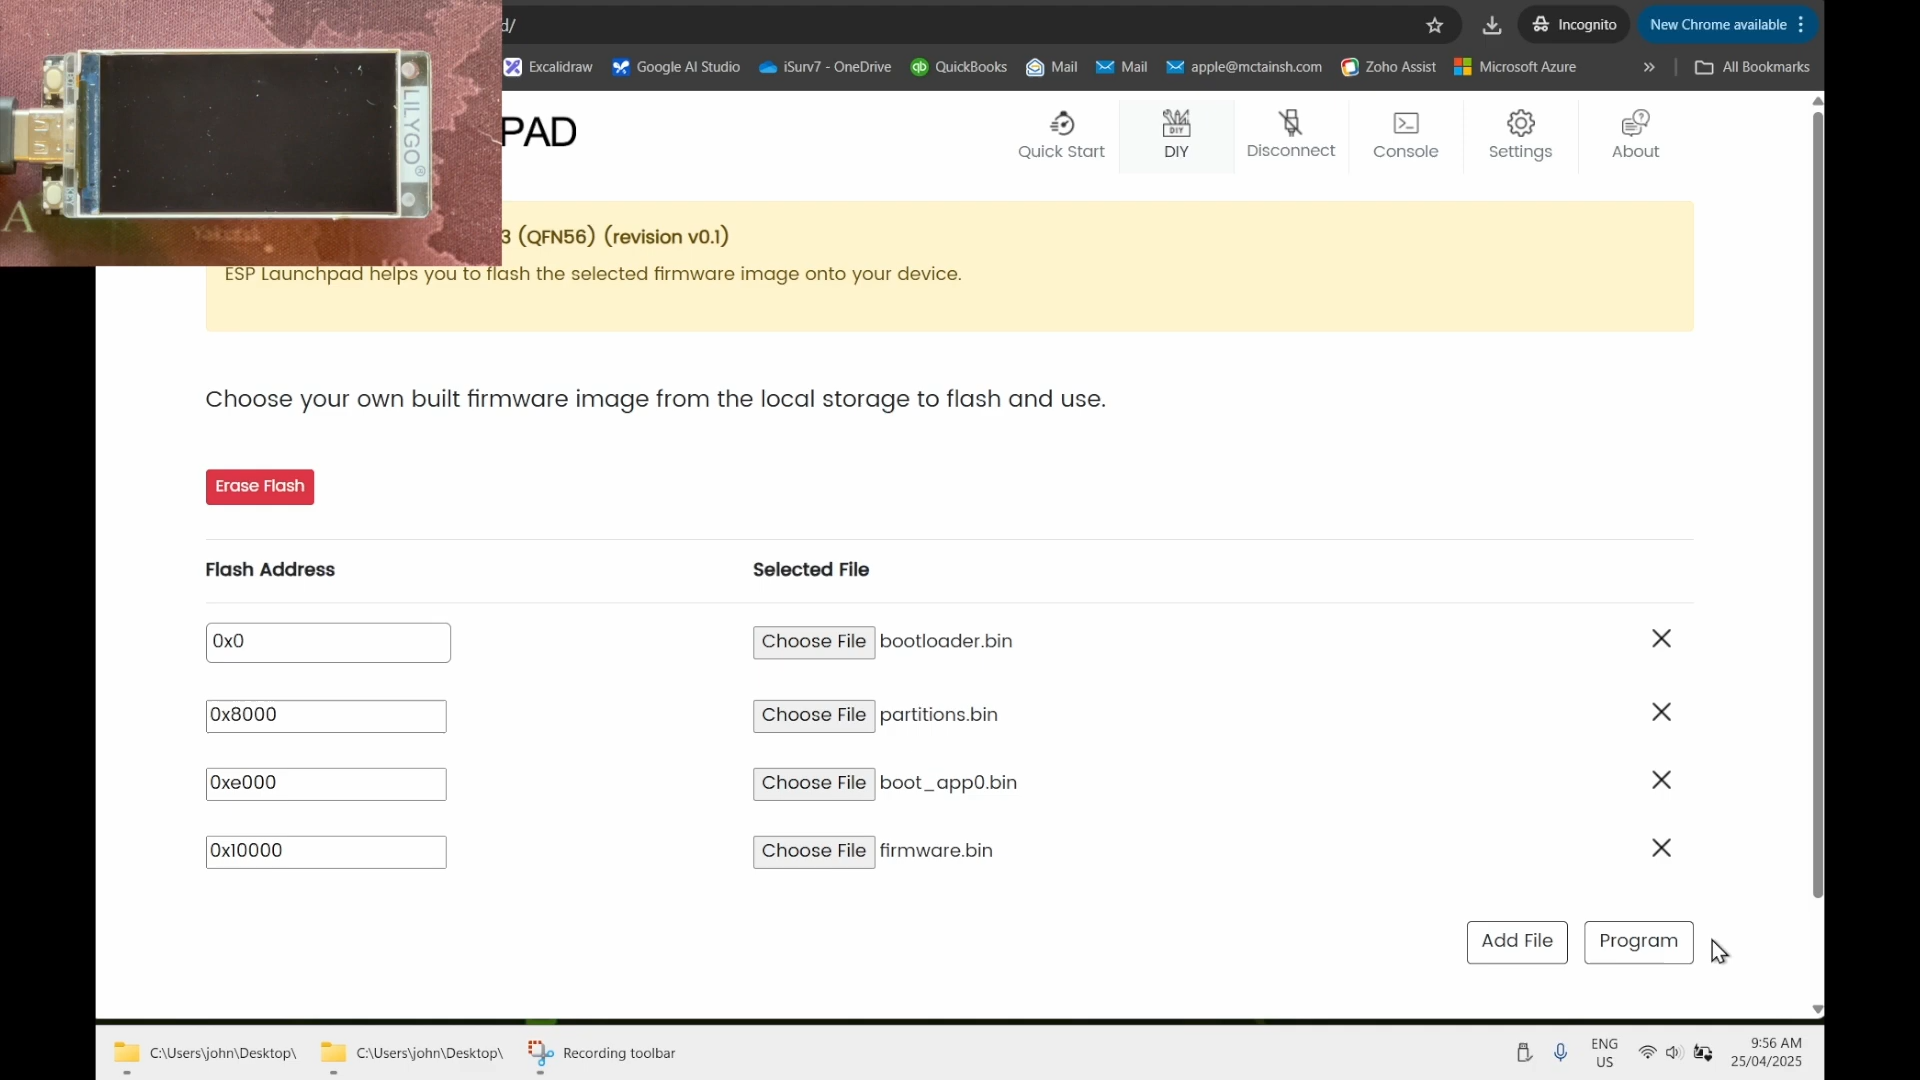 d/
Incognito
New Chrome available
Excalidraw
Google AI Studio
iSurv7 - OneDrive
QuickBooks
Mail
Mail
apple@mctainsh.com
Zoho Assist
Microsoft Azure
»
All Bookmarks
LILYGO®
A
PAD
Quick Start
DIY
DIY
Disconnect
Console
Settings
About
3 (QFN56) (revision v0.1)
ESP Launchpad helps you to flash the selected firmware image onto your device.
Choose your own built firmware image from the local storage to flash and use.
Erase Flash
Flash Address
Selected File
0x0
Choose File bootloader.bin
0x8000
Choose File partitions.bin
0xe000
Choose File boot_app0.bin
0x10000
Choose File firmware.bin
Add File
Program
C:\Users\john\Desktop\
C:\Users\john\Desktop\
Recording toolbar
ENG
US
9:56 AM
25/04/2025